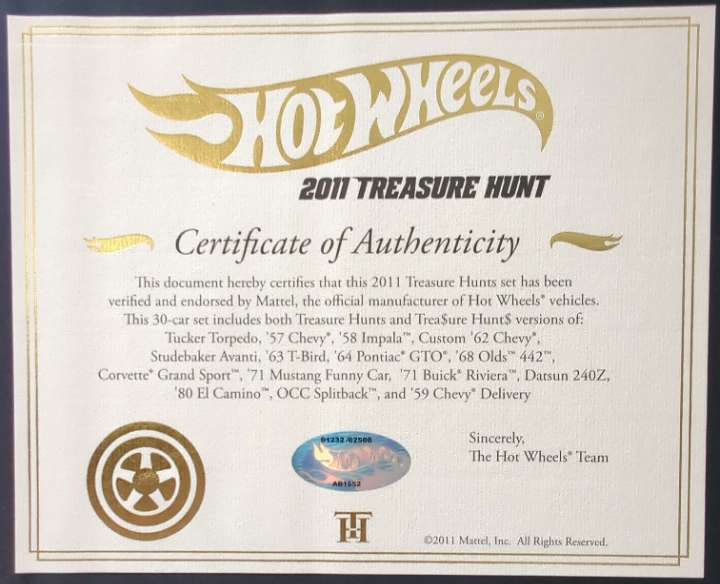 HOT WHEELS®
2011 TREASURE HUNT
Certificate of Authenticity
This document hereby certifies that this 2011 Treasure Hunts set has been
verified and endorsed by Mattel, the official manufacturer of Hot Wheels® vehicles.
This 30-car set includes both Treasure Hunts and Trea$ure Hunt$ versions of:
Tucker Torpedo, '57 Chevy®, '58 Impala™, Custom '62 Chevy®,
Studebaker Avanti, '63 T-Bird, '64 Pontiac® GTO®, '68 Olds™ 442™,
Corvette® Grand Sport™, '71 Mustang Funny Car, '71 Buick® Riviera™, Datsun 240Z,
'80 El Camino™, OCC Splitback™, and '59 Chevy® Delivery
01232/02500
AB1552
Sincerely,
The Hot Wheels® Team
TH
©2011 Mattel, Inc. All Rights Reserved.